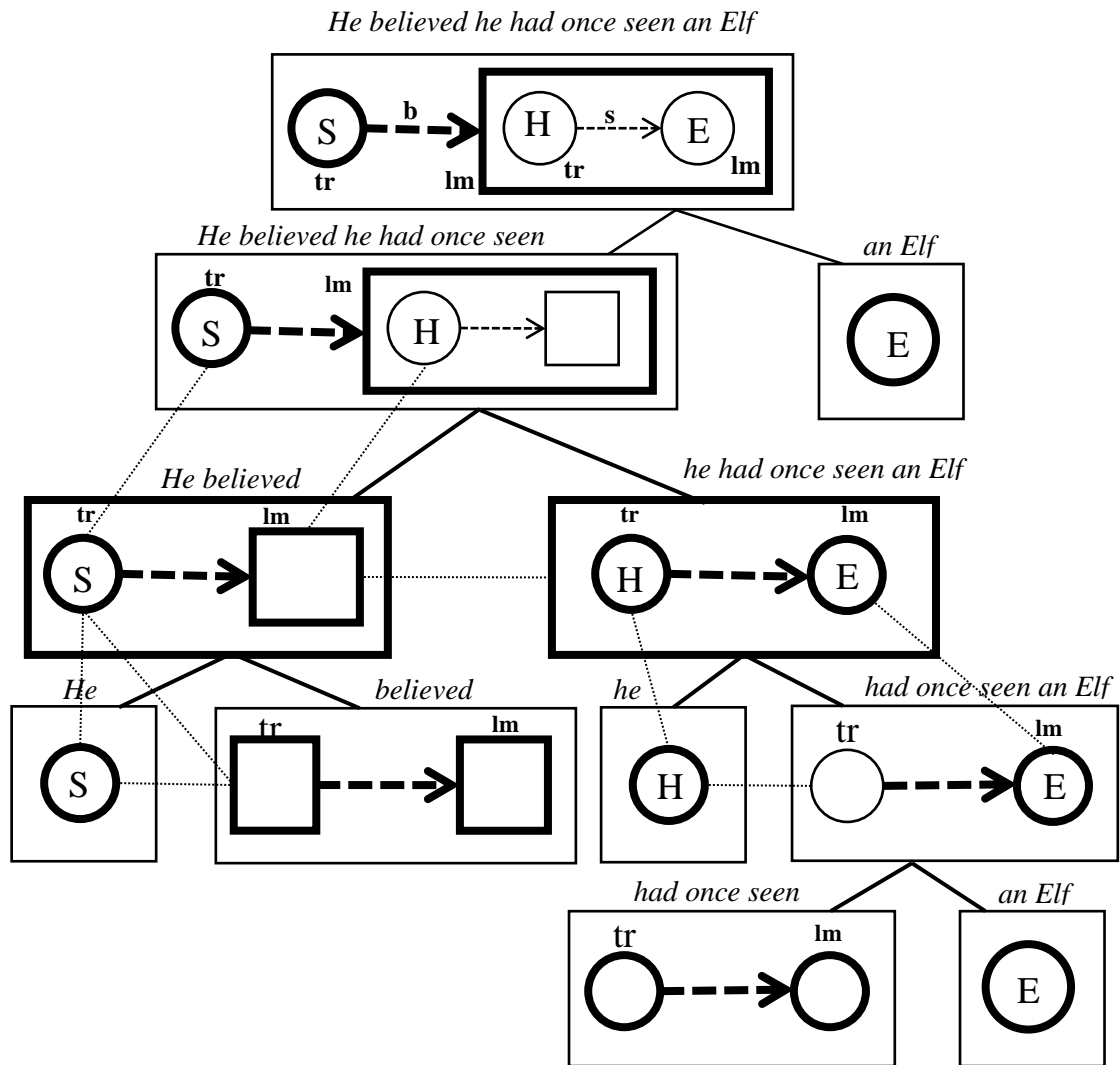 He believed he had once seen an Elf
S b H s E
tr lm tr lm
He believed he had once seen
an Elf
tr lm
S H E
He believed
he had once seen an Elf
tr lm tr lm
S H E
He believed he had once seen an Elf
tr lm tr lm
S H E
had once seen an Elf
tr lm
E